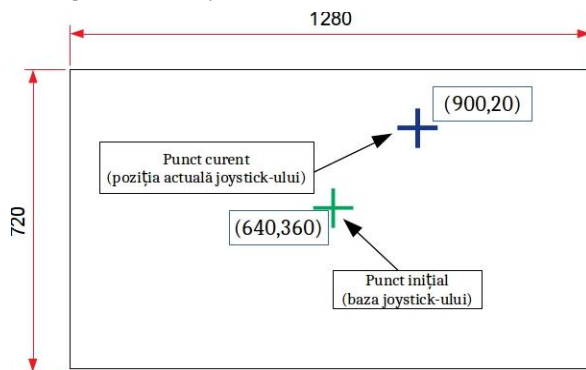 1280
(900,20)
Punct curent
(poziția actuală joystick-ului)
720
(640,360)
Punct inițial
(baza joystick-ului)